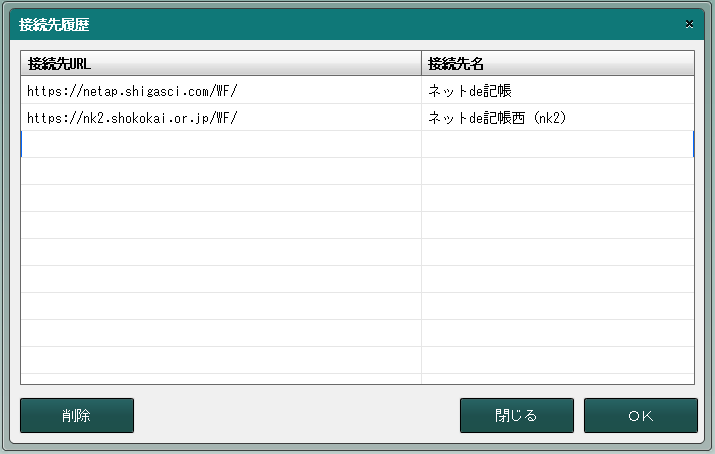 接続先履歴 ×
接続先URL 接続先名
https://netap.shigasci.com/WF/ ネットde記帳
https://nk2.shokokai.or.jp/WF/ ネットde記帳西（nk2）
削除 閉じる ＯＫ